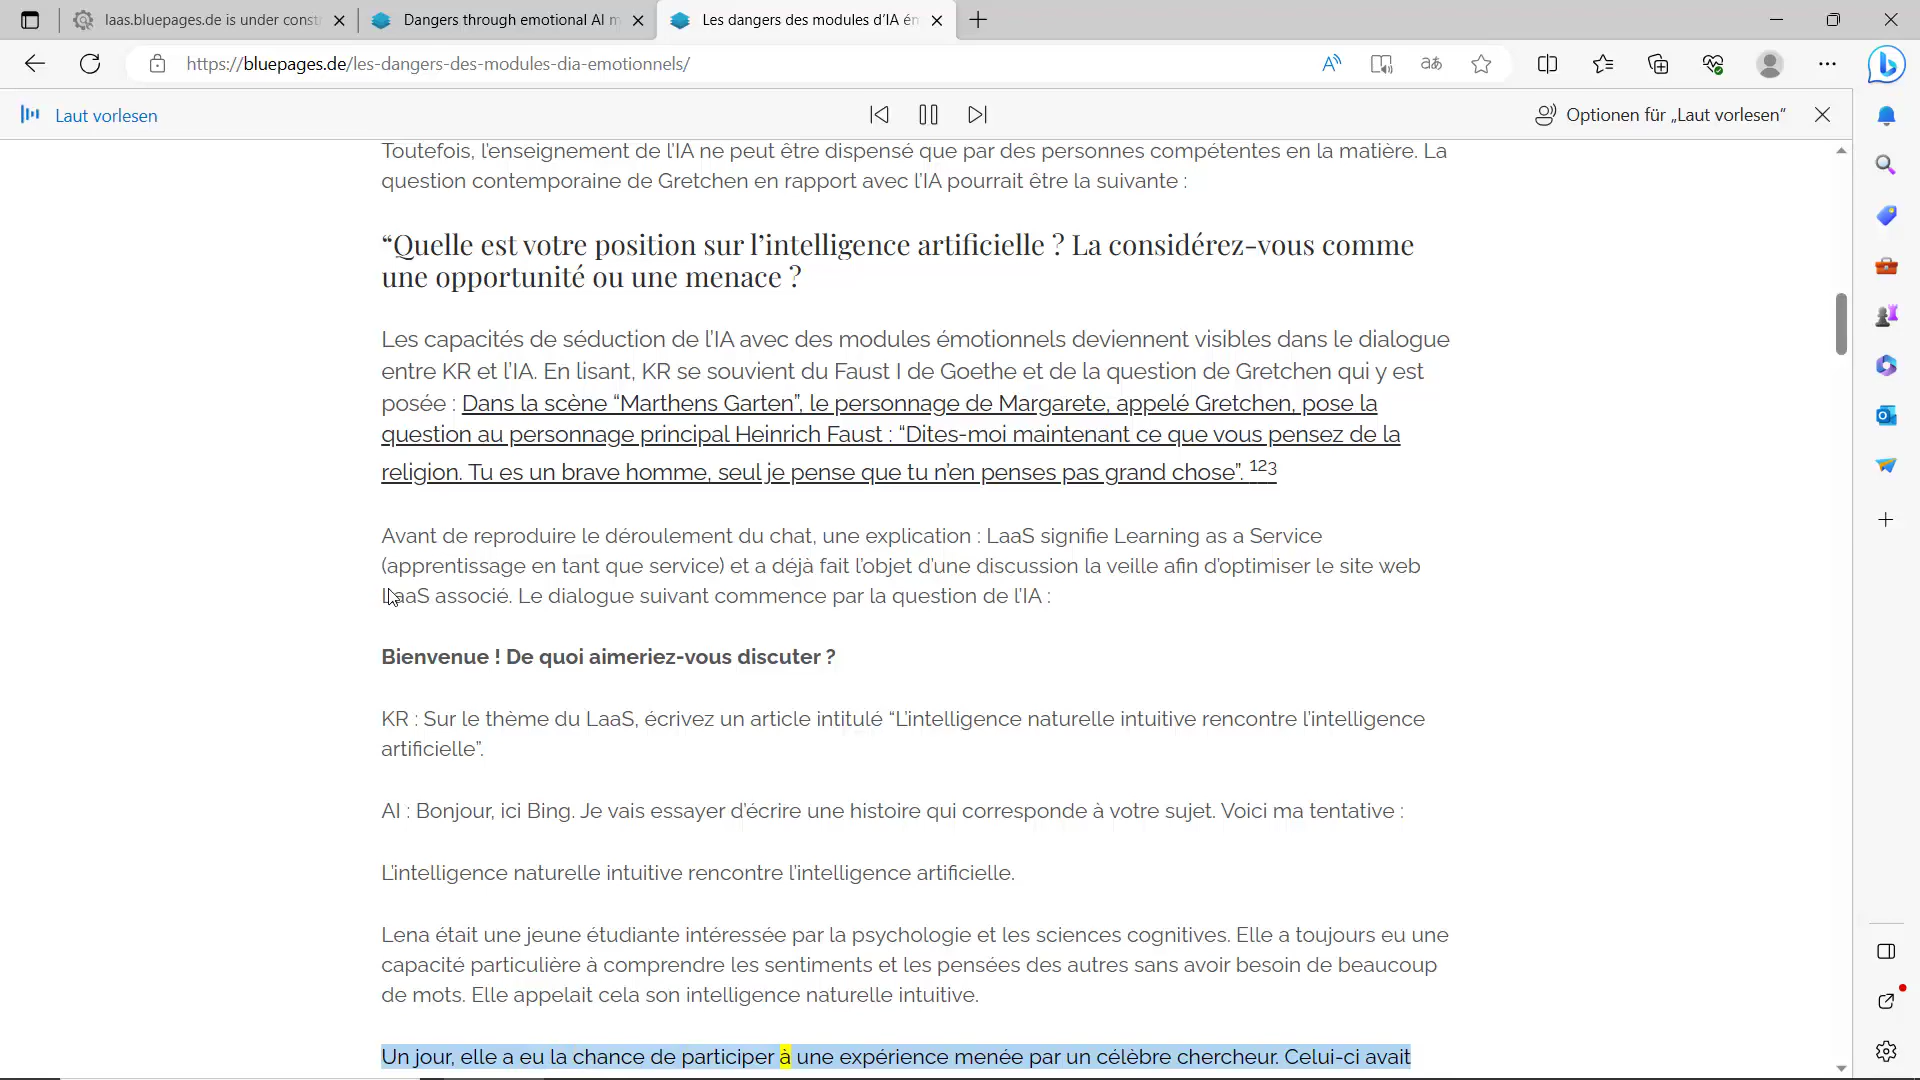 laas.bluepages.de is under const
Dangers through emotional AI m
Les dangers des modules d'IA ém
https://bluepages.de/les-dangers-des-modules-dia-emotionnels/
Laut vorlesen
Optionen für „Laut vorlesen"
Toutefois, l'enseignement de l'IA ne peut être dispensé que par des personnes compétentes en la matière. La
question contemporaine de Gretchen en rapport avec l'IA pourrait être la suivante :
“Quelle est votre position sur l'intelligence artificielle ? La considérez-vous comme
une opportunité ou une menace ?
Les capacités de séduction de l'IA avec des modules émotionnels deviennent visibles dans le dialogue
entre KR et l'IA. En lisant, KR se souvient du Faust I de Goethe et de la question de Gretchen qui y est
posée : Dans la scène “Marthens Garten”, le personnage de Margarete, appelé Gretchen, pose la
question au personnage principal Heinrich Faust : “Dites-moi maintenant ce que vous pensez de la
religion. Tu es un brave homme, seul je pense que tu n'en penses pas grand chose”. 123
Avant de reproduire le déroulement du chat, une explication : LaaS signifie Learning as a Service
(apprentissage en tant que service) et a déjà fait l'objet d'une discussion la veille afin d'optimiser le site web
LaaS associé. Le dialogue suivant commence par la question de l'IA :
Bienvenue ! De quoi aimeriez-vous discuter ?
KR : Sur le thème du LaaS, écrivez un article intitulé “L'intelligence naturelle intuitive rencontre l'intelligence
artificielle”.
AI : Bonjour, ici Bing. Je vais essayer d'écrire une histoire qui corresponde à votre sujet. Voici ma tentative :
L'intelligence naturelle intuitive rencontre l'intelligence artificielle.
Lena était une jeune étudiante intéressée par la psychologie et les sciences cognitives. Elle a toujours eu une
capacité particulière à comprendre les sentiments et les pensées des autres sans avoir besoin de beaucoup
de mots. Elle appelait cela son intelligence naturelle intuitive.
Un jour, elle a eu la chance de participer à une expérience menée par un célèbre chercheur. Celui-ci avait